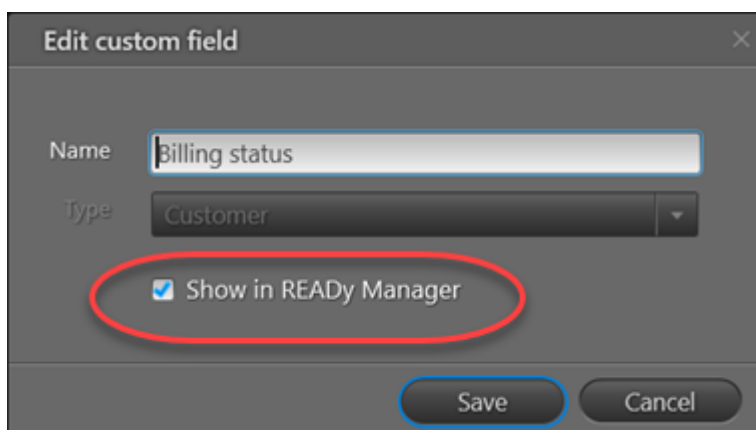 Edit custom field
Name Billing status
Type Customer
Show in READy Manager
Save Cancel